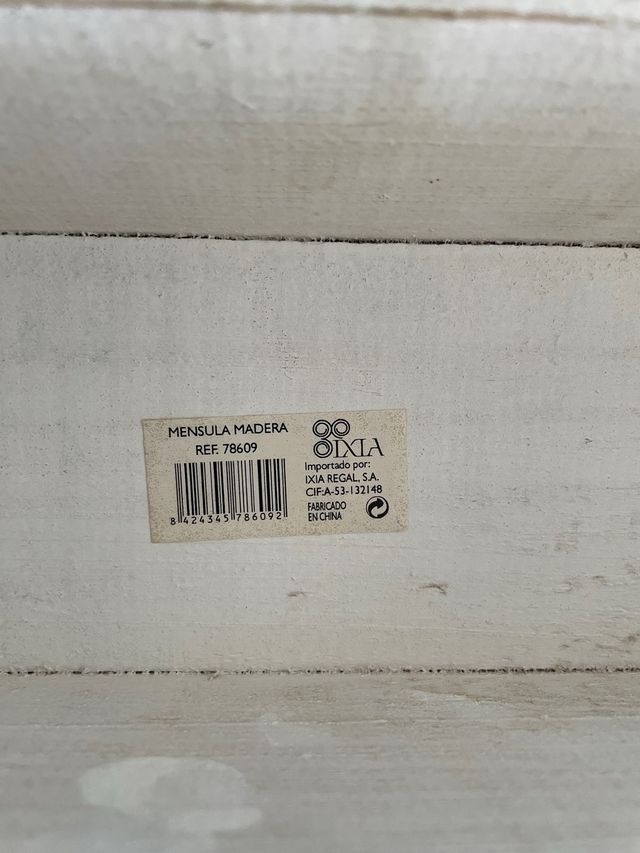 MENSULA MADERA
REF. 78609
8 424345 786092
IXIA
Importado por:
IXIA REGAL, S.A.
CIF:A-53-132148
FABRICADO
EN CHINA